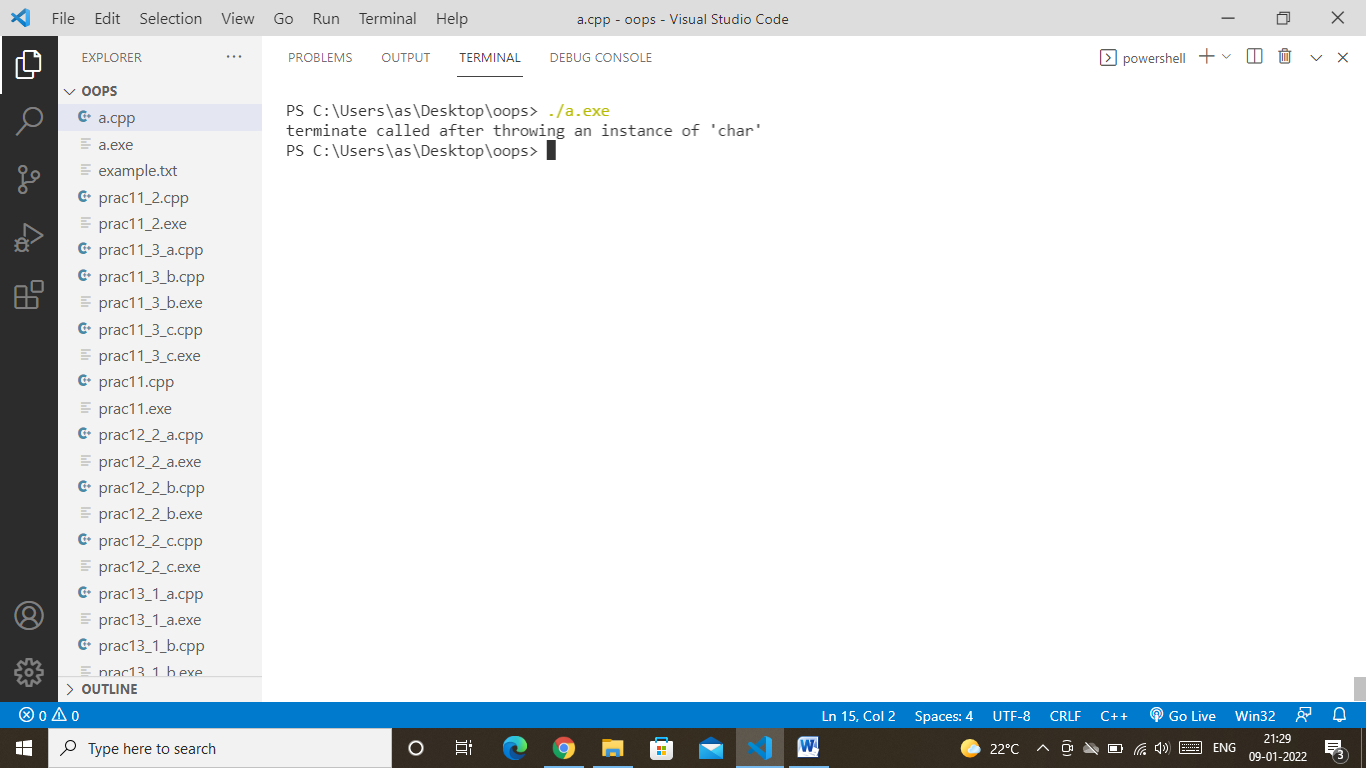 File Edit Selection View Go Run Terminal Help a.cpp - oops - Visual Studio Code
EXPLORER ...
PROBLEMS OUTPUT TERMINAL DEBUG CONSOLE
powershell
OOPS
a.cpp
a.exe
example.txt
prac11_2.cpp
prac11_2.exe
prac11_3_a.cpp
prac11_3_b.cpp
prac11_3_b.exe
prac11_3_c.cpp
prac11_3_c.exe
prac11.cpp
prac11.exe
prac12_2_a.cpp
prac12_2_a.exe
prac12_2_b.cpp
prac12_2_b.exe
prac12_2_c.cpp
prac12_2_c.exe
prac13_1_a.cpp
prac13_1_a.exe
prac13_1_b.cpp
prac13_1_b.exe
OUTLINE
PS C:\Users\as\Desktop\oops> ./a.exe
terminate called after throwing an instance of 'char'
PS C:\Users\as\Desktop\oops>
0 0
Ln 15, Col 2 Spaces: 4 UTF-8 CRLF C++ Go Live Win32
Type here to search
22°C
ENG
21:29
09-01-2022
3